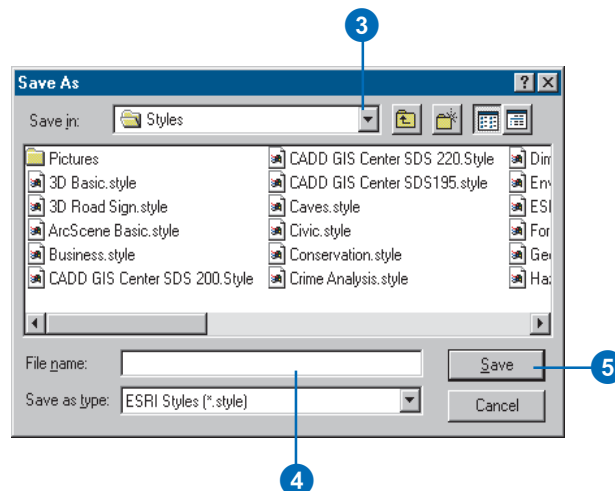 3
Save As
Save in: Styles
Pictures
3D Basic.style
3D Road Sign.style
ArcScene Basic.style
Business.style
CADD GIS Center SDS 200.Style
CADD GIS Center SDS 220.Style
CADD GIS Center SDS195.style
Caves.style
Civic.style
Conservation.style
Crime Analysis.style
File name:
Save
5
Save as type: ESRI Styles (*.style)
Cancel
4